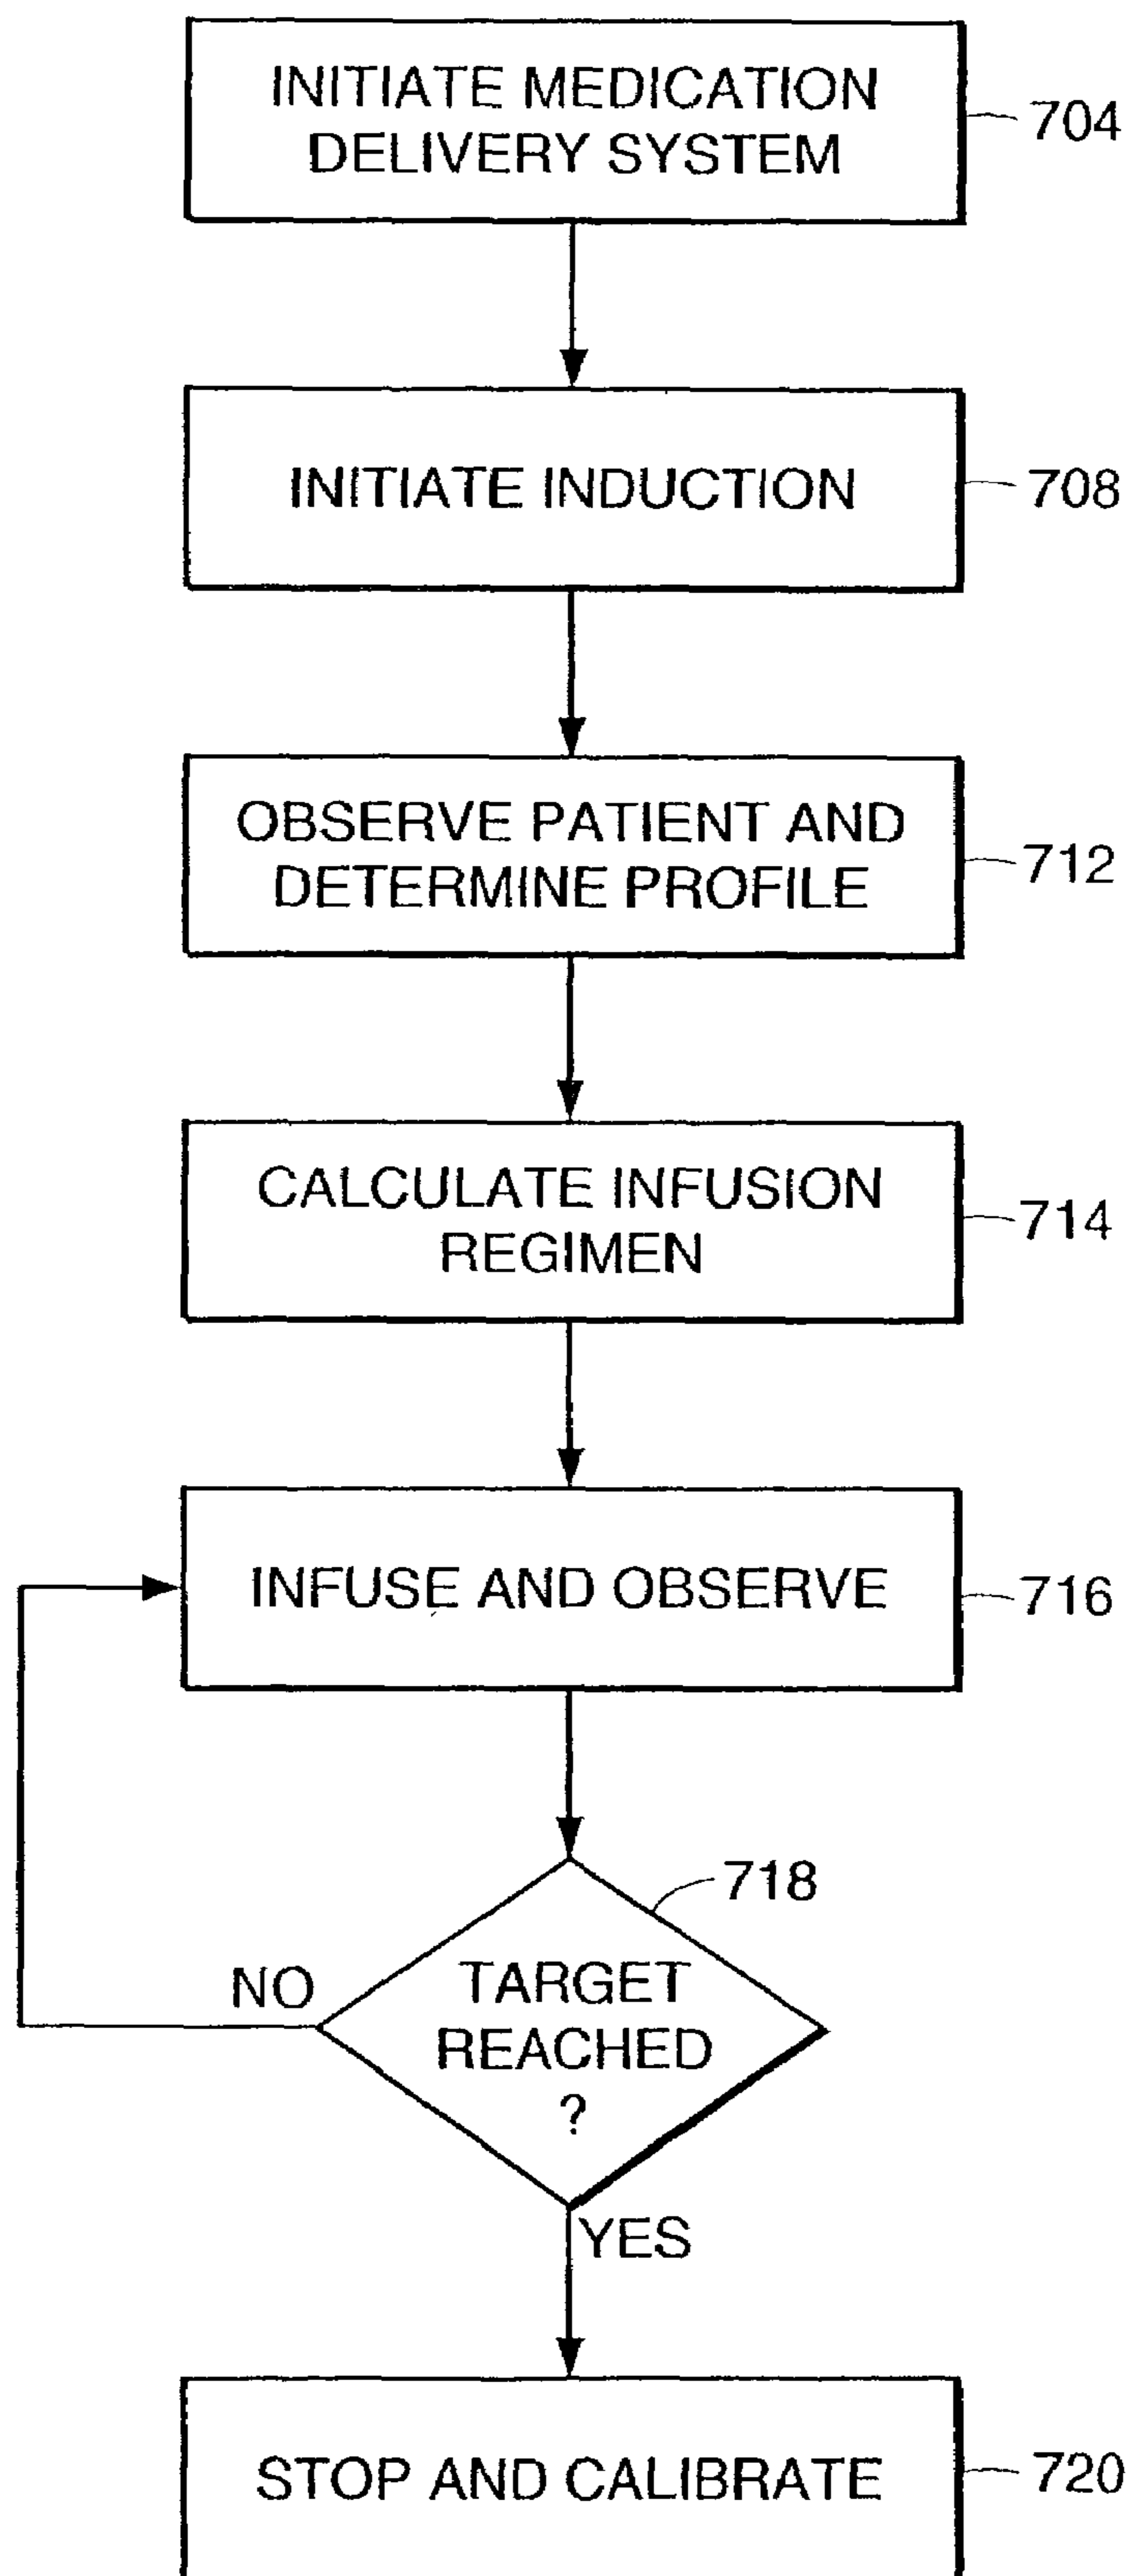 INITIATE MEDICATION
DELIVERY SYSTEM
704
INITIATE INDUCTION
708
OBSERVE PATIENT AND
DETERMINE PROFILE
712
CALCULATE INFUSION
REGIMEN
714
INFUSE AND OBSERVE
716
718
TARGET
REACHED
?
NO
YES
STOP AND CALIBRATE
720